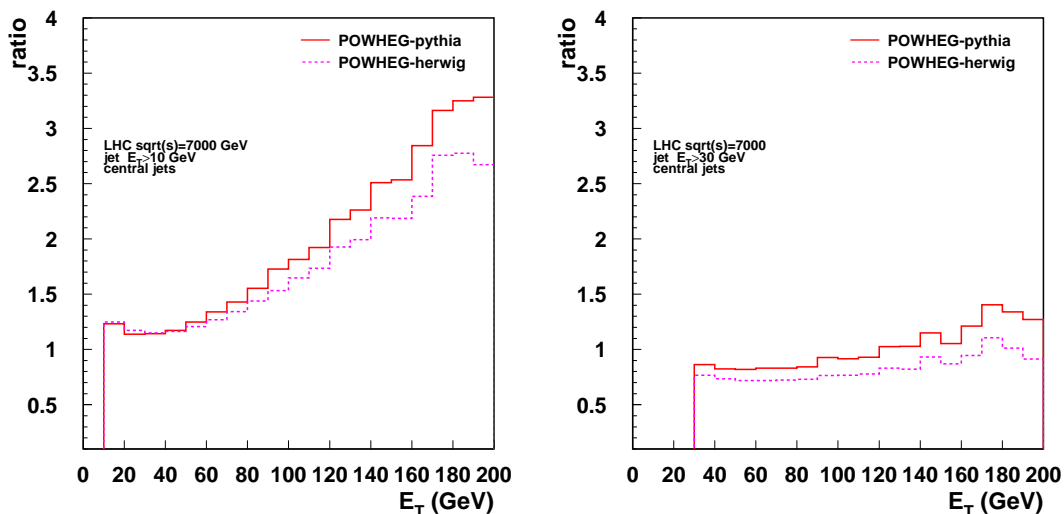 ratio
4
3.5
3
2.5
2
1.5
1
0.5
POWHEG-pythia
POWHEG-herwig
LHC sqrt(s)=7000 GeV
jet E_T>10 GeV
central jets
0 20 40 60 80 100 120 140 160 180 200
E_T (GeV)
ratio
4
3.5
3
2.5
2
1.5
1
0.5
POWHEG-pythia
POWHEG-herwig
LHC sqrt(s)=7000
jet E_T>30 GeV
central jets
0 20 40 60 80 100 120 140 160 180 200
E_T (GeV)